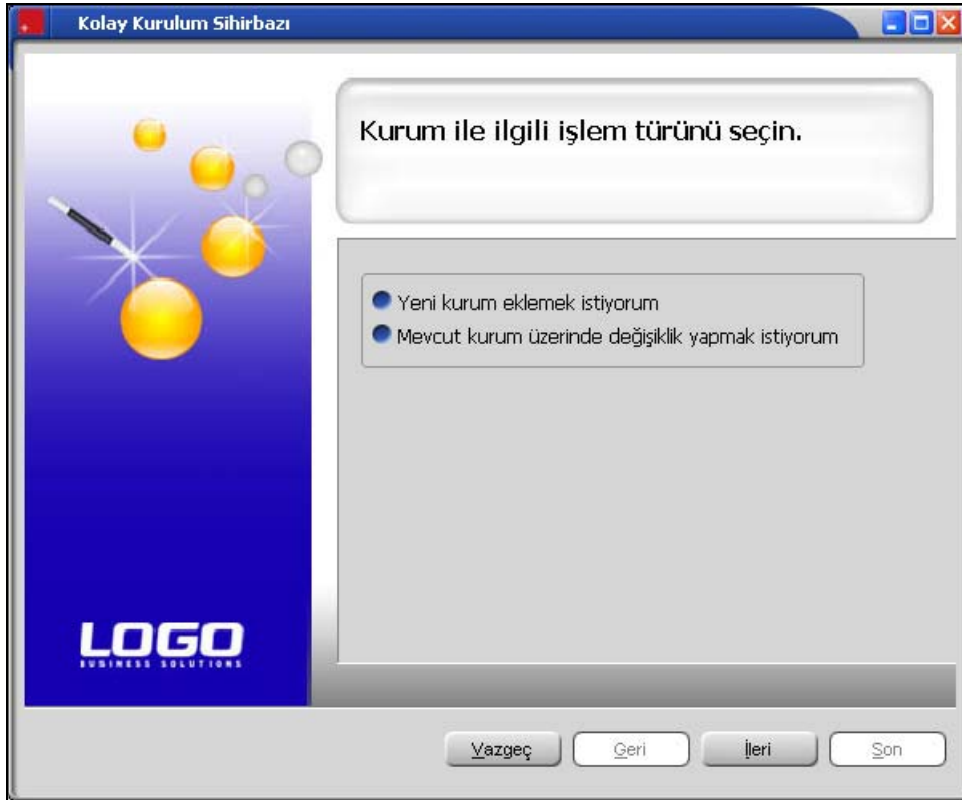 Kolay Kurulum Sihirbazı
Kurum ile ilgili işlem türünü seçin.
Yeni kurum eklemek istiyorum
Mevcut kurum üzerinde değişiklik yapmak istiyorum
LOGO
BUSINESS SOLUTIONS
Vazgeç Geri İleri Son